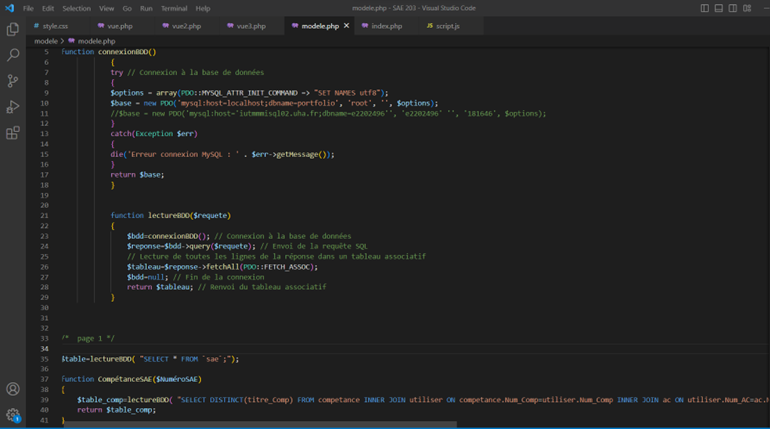 File Edit Selection View Go Run Terminal Help
modele.php - SAE 203 - Visual Studio Code
# style.css vue.php vue2.php vue3.php modele.php × index.php JS script.js
modele > modele.php
5 function connexionBDD()
6 {
7 try // Connexion à la base de données
8 {
9 $options = array(PDO::MYSQL_ATTR_INIT_COMMAND => "SET NAMES utf8");
10 $base = new PDO('mysql:host=localhost;dbname=portfolio', 'root', '', $options);
11 //$base = new PDO('mysql:host='iutmmmisql02.uha.fr;dbname=e2202496'', 'e2202496' '', '181646', $options);
12 }
13 catch(Exception $err)
14 {
15 die('Erreur connexion MySQL : ' . $err->getMessage());
16 }
17 return $base;
18 }
19
20
21 function lectureBDD($requete)
22 {
23 $bdd=connexionBDD(); // Connexion à la base de données
24 $reponse=$bdd->query($requete); // Envoi de la requête SQL
25 // Lecture de toutes les lignes de la réponse dans un tableau associatif
26 $tableau=$reponse->fetchAll(PDO::FETCH_ASSOC);
27 $bdd=null; // Fin de la connexion
28 return $tableau; // Renvoi du tableau associatif
29 }
30
31
32
33 /* page 1 */
34
35 $table=lectureBDD( "SELECT * FROM `sae`;");
36
37 function CompétanceSAE($NuméroSAE)
38 {
39 $table_comp=lectureBDD( "SELECT DISTINCT(titre_Comp) FROM competance INNER JOIN utiliser ON competance.Num_Comp=utiliser.Num_Comp INNER JOIN ac ON utiliser.Num_AC=ac.
40 return $table_comp;
41 }
1